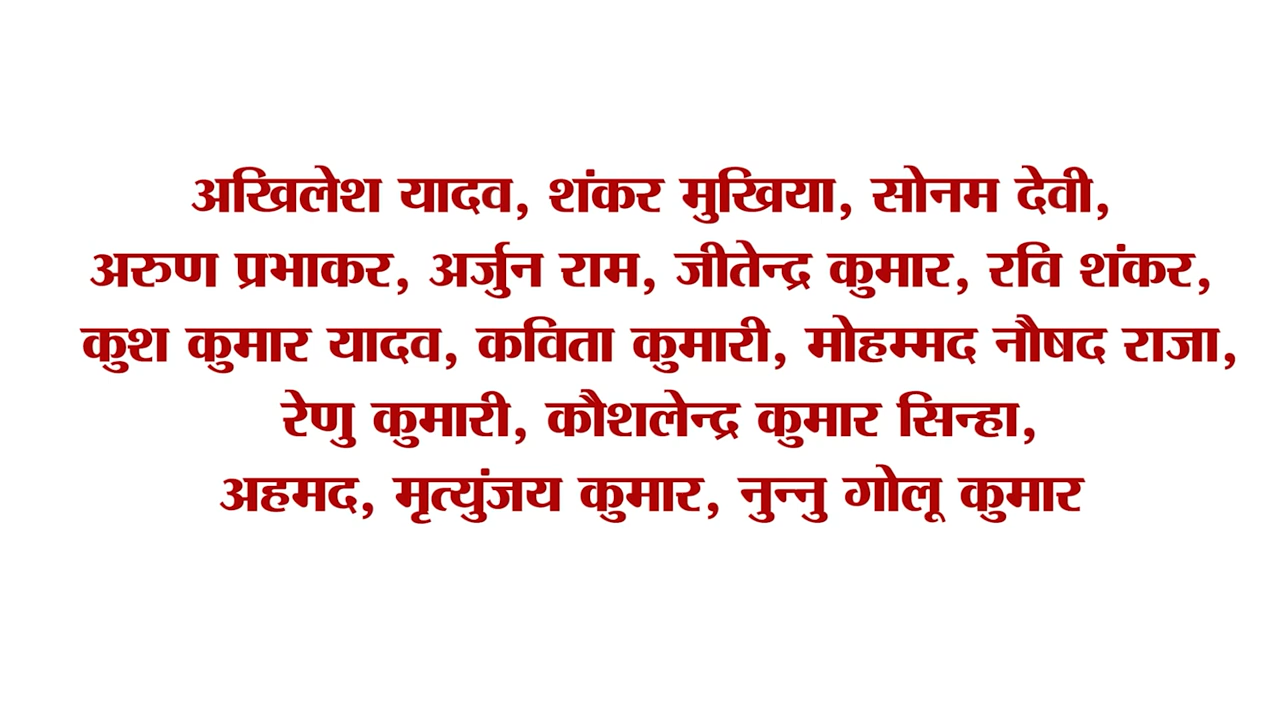 अखिलेश यादव, शंकर मुखिया, सोनम देवी,
अरुण प्रभाकर, अर्जुन राम, जीतेन्द्र कुमार, रवि शंकर,
कुश कुमार यादव, कविता कुमारी, मोहम्मद नौषद राजा,
रेणु कुमारी, कौशलेन्द्र कुमार सिन्हा,
अहमद, मृत्युंजय कुमार, नुन्नु गोलू कुमार